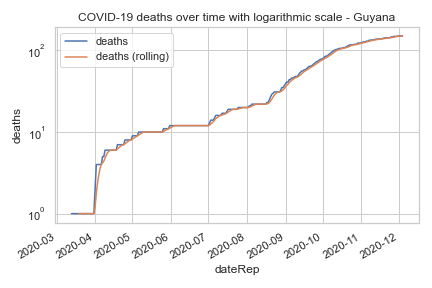 COVID-19 deaths over time with logarithmic scale - Guyana
deaths
deaths (rolling)
deaths
10²
10¹
10⁰
2020-03
2020-04
2020-05
2020-06
2020-07
2020-08
2020-09
2020-10
2020-11
2020-12
dateRep